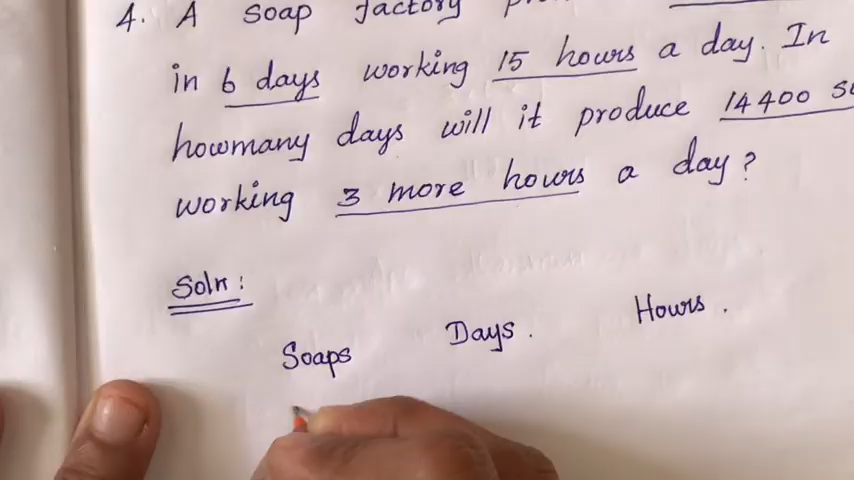 4. A soap factory
in 6 days working 15 hours a day. In
howmany days will it produce 14400
working 3 more hours a day?
Soln:
Soaps Days. Hours.